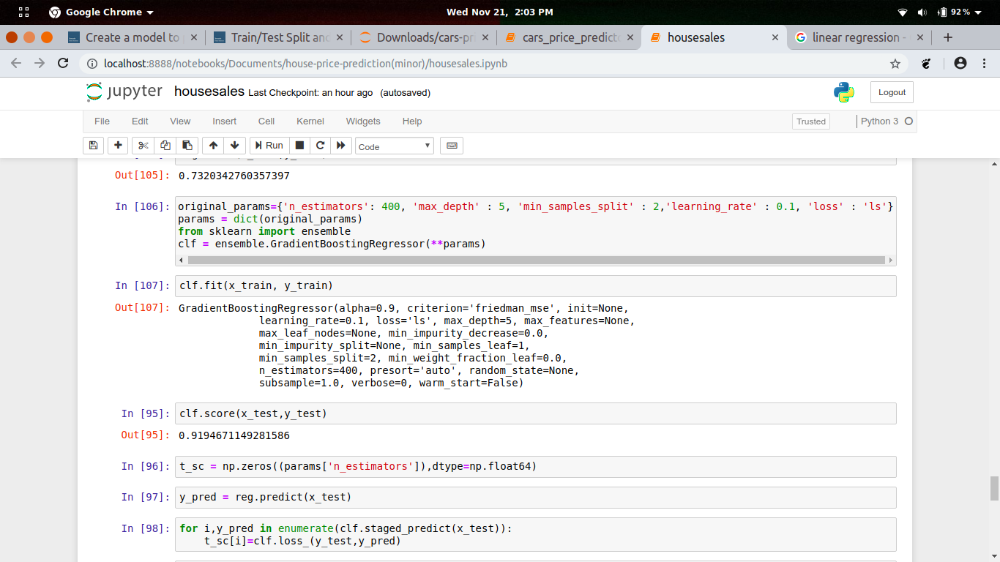 Google Chrome
Wed Nov 21, 2:03 PM
92 %
Create a model to
Train/Test Split and
Downloads/cars-pri
cars_price_predicto
housesales
linear regression -
localhost:8888/notebooks/Documents/house-price-prediction(minor)/housesales.ipynb
jupyter housesales Last Checkpoint: an hour ago (autosaved)
Logout
File Edit View Insert Cell Kernel Widgets Help
Trusted
Python 3
Run
Code
Out[105]: 0.7320342760357397
In [106]: original_params={'n_estimators': 400, 'max_depth' : 5, 'min_samples_split' : 2,'learning_rate' : 0.1, 'loss' : 'ls'}
params = dict(original_params)
from sklearn import ensemble
clf = ensemble.GradientBoostingRegressor(**params)
In [107]: clf.fit(x_train, y_train)
Out[107]: GradientBoostingRegressor(alpha=0.9, criterion='friedman_mse', init=None,
learning_rate=0.1, loss='ls', max_depth=5, max_features=None,
max_leaf_nodes=None, min_impurity_decrease=0.0,
min_impurity_split=None, min_samples_leaf=1,
min_samples_split=2, min_weight_fraction_leaf=0.0,
n_estimators=400, presort='auto', random_state=None,
subsample=1.0, verbose=0, warm_start=False)
In [95]: clf.score(x_test,y_test)
Out[95]: 0.9194671149281586
In [96]: t_sc = np.zeros((params['n_estimators']),dtype=np.float64)
In [97]: y_pred = reg.predict(x_test)
In [98]: for i,y_pred in enumerate(clf.staged_predict(x_test)):
t_sc[i]=clf.loss_(y_test,y_pred)